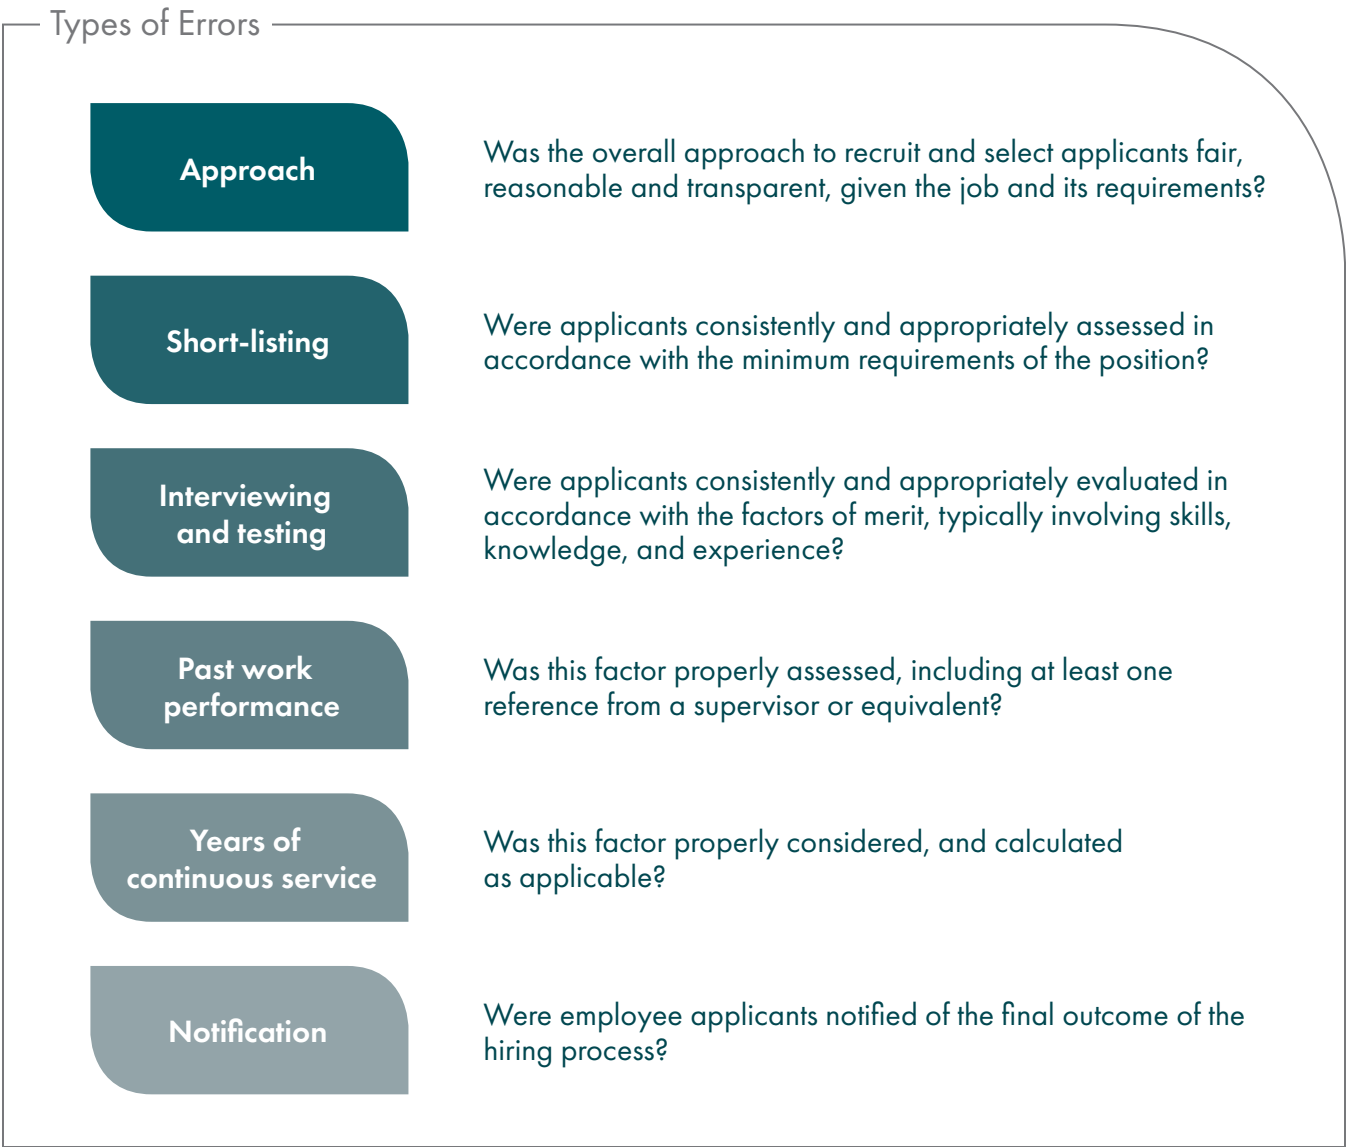 Types of Errors
Approach
Was the overall approach to recruit and select applicants fair,
reasonable and transparent, given the job and its requirements?
Short-listing
Were applicants consistently and appropriately assessed in
accordance with the minimum requirements of the position?
Interviewing
and testing
Were applicants consistently and appropriately evaluated in
accordance with the factors of merit, typically involving skills,
knowledge, and experience?
Past work
performance
Was this factor properly assessed, including at least one
reference from a supervisor or equivalent?
Years of
continuous service
Was this factor properly considered, and calculated
as applicable?
Notification
Were employee applicants notified of the final outcome of the
hiring process?